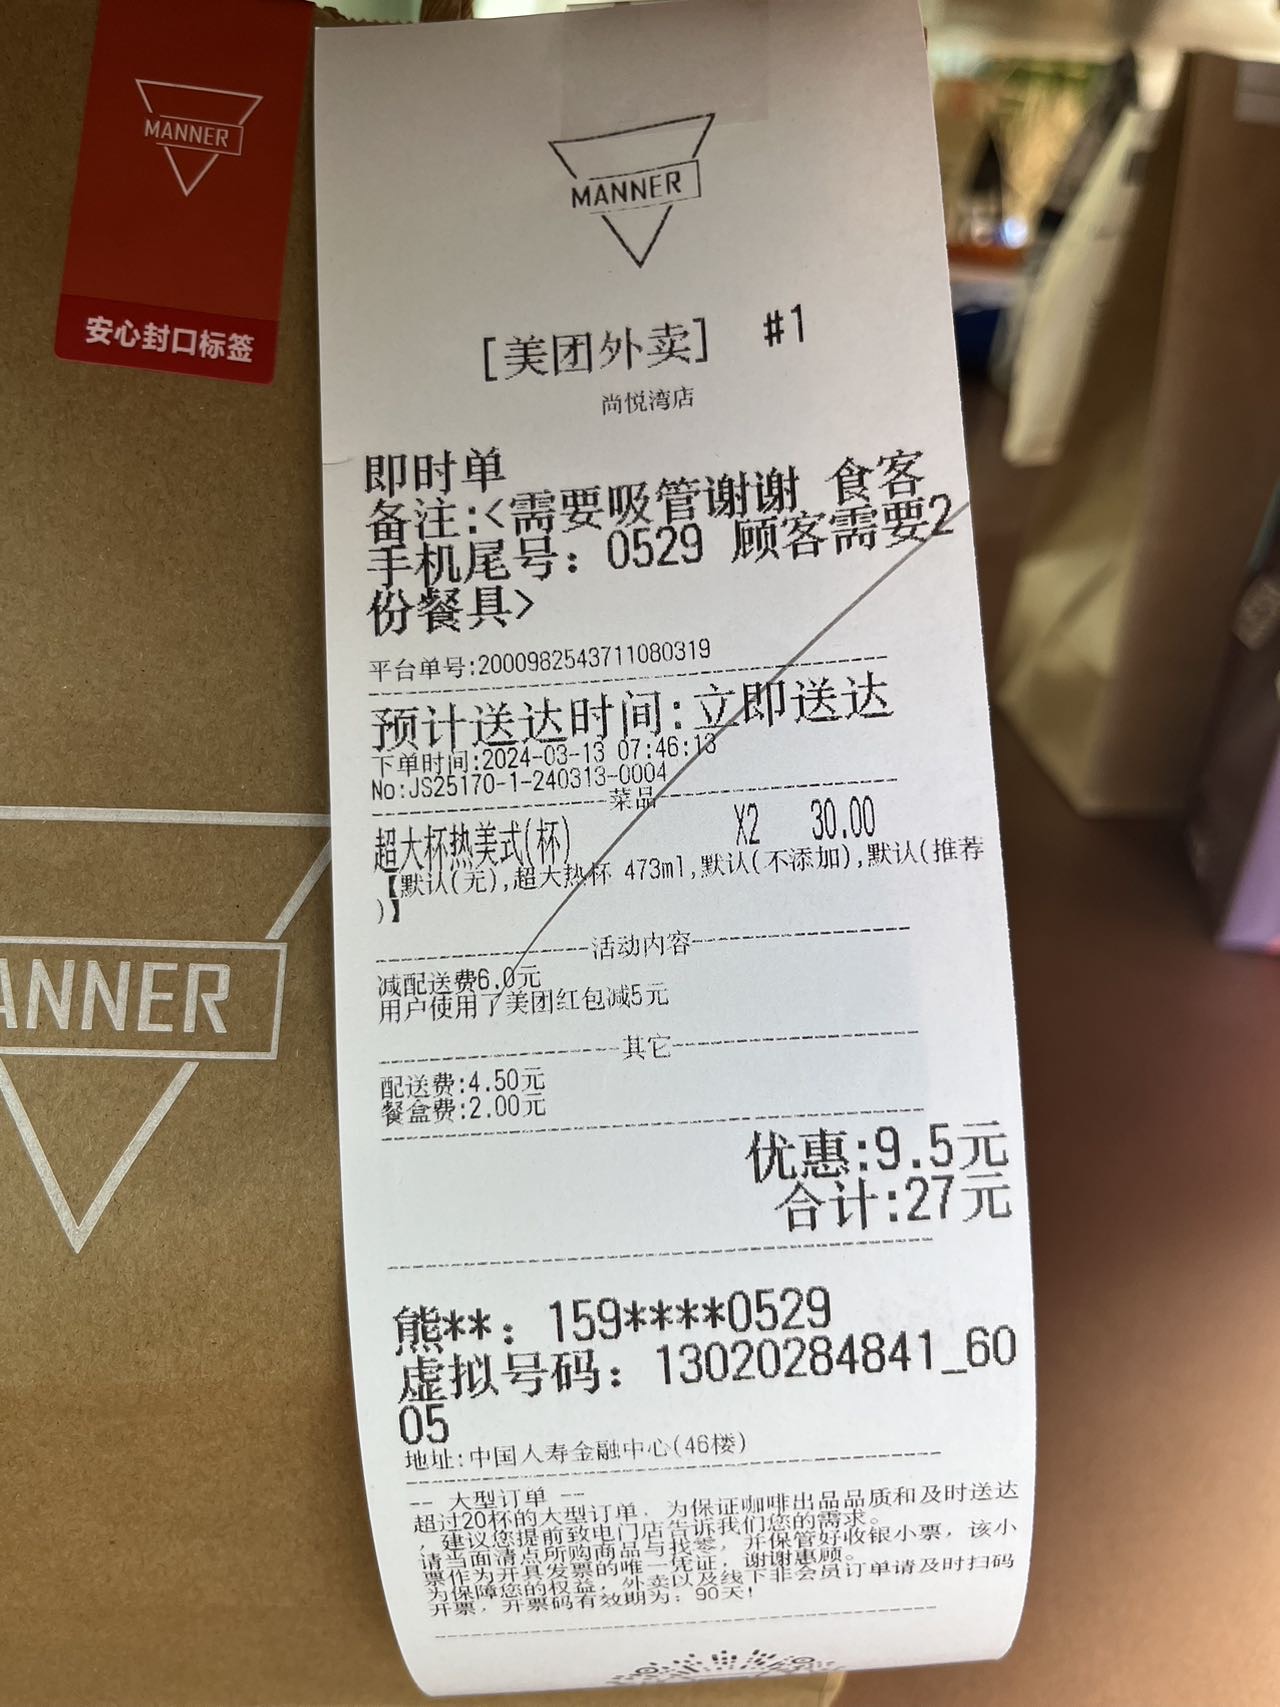 MANNER
安心封口标签
MANNER
[美团外卖] #1
尚悦湾店
即时单
备注:<需要吸管谢谢 食客
手机尾号: 0529 顾客需要2
份餐具>
平台单号:2000982543711080319
预计送达时间:立即送达
下单时间:2024-03-13 07:46:13
No:JS25170-1-240313-0004
菜品
超大杯热美式(杯) X2 30.00
【默认(无),超大热杯 473ml,默认(不添加),默认(推荐
)】
活动内容
减配送费6.0元
用户使用了美团红包减5元
其它
配送费:4.50元
餐盒费:2.00元
优惠:9.5元
合计:27元
熊**: 159****0529
虚拟号码: 13020284841_60
05
地址:中国人寿金融中心(46楼)
-- 大型订单 --
超过20杯的大型订单, 为保证咖啡出品品质和及时送达
, 建议您提前致电门店告诉我们您的需求。
请当面清点所购商品与找零, 并保管好收银小票, 该小
票作为开具发票的唯一凭证, 谢谢惠顾。
为保障您的权益, 外卖以及线下非会员订单请及时扫码
开票, 开票码有效期为: 90天!
ANNER